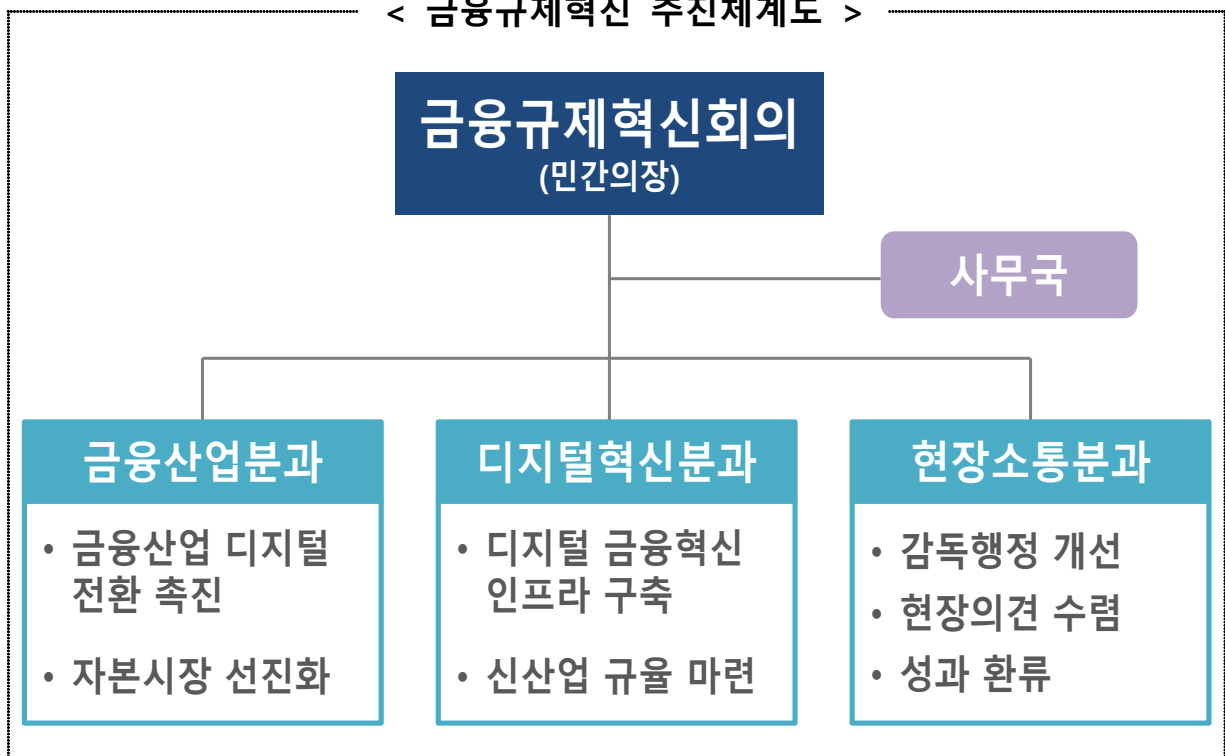 < 금융규제혁신 추진체계도 >
금융규제혁신회의
(민간의장)
사무국
금융산업분과
• 금융산업 디지털
전환 촉진
• 자본시장 선진화
디지털혁신분과
• 디지털 금융혁신
인프라 구축
• 신산업 규율 마련
현장소통분과
• 감독행정 개선
• 현장의견 수렴
• 성과 환류